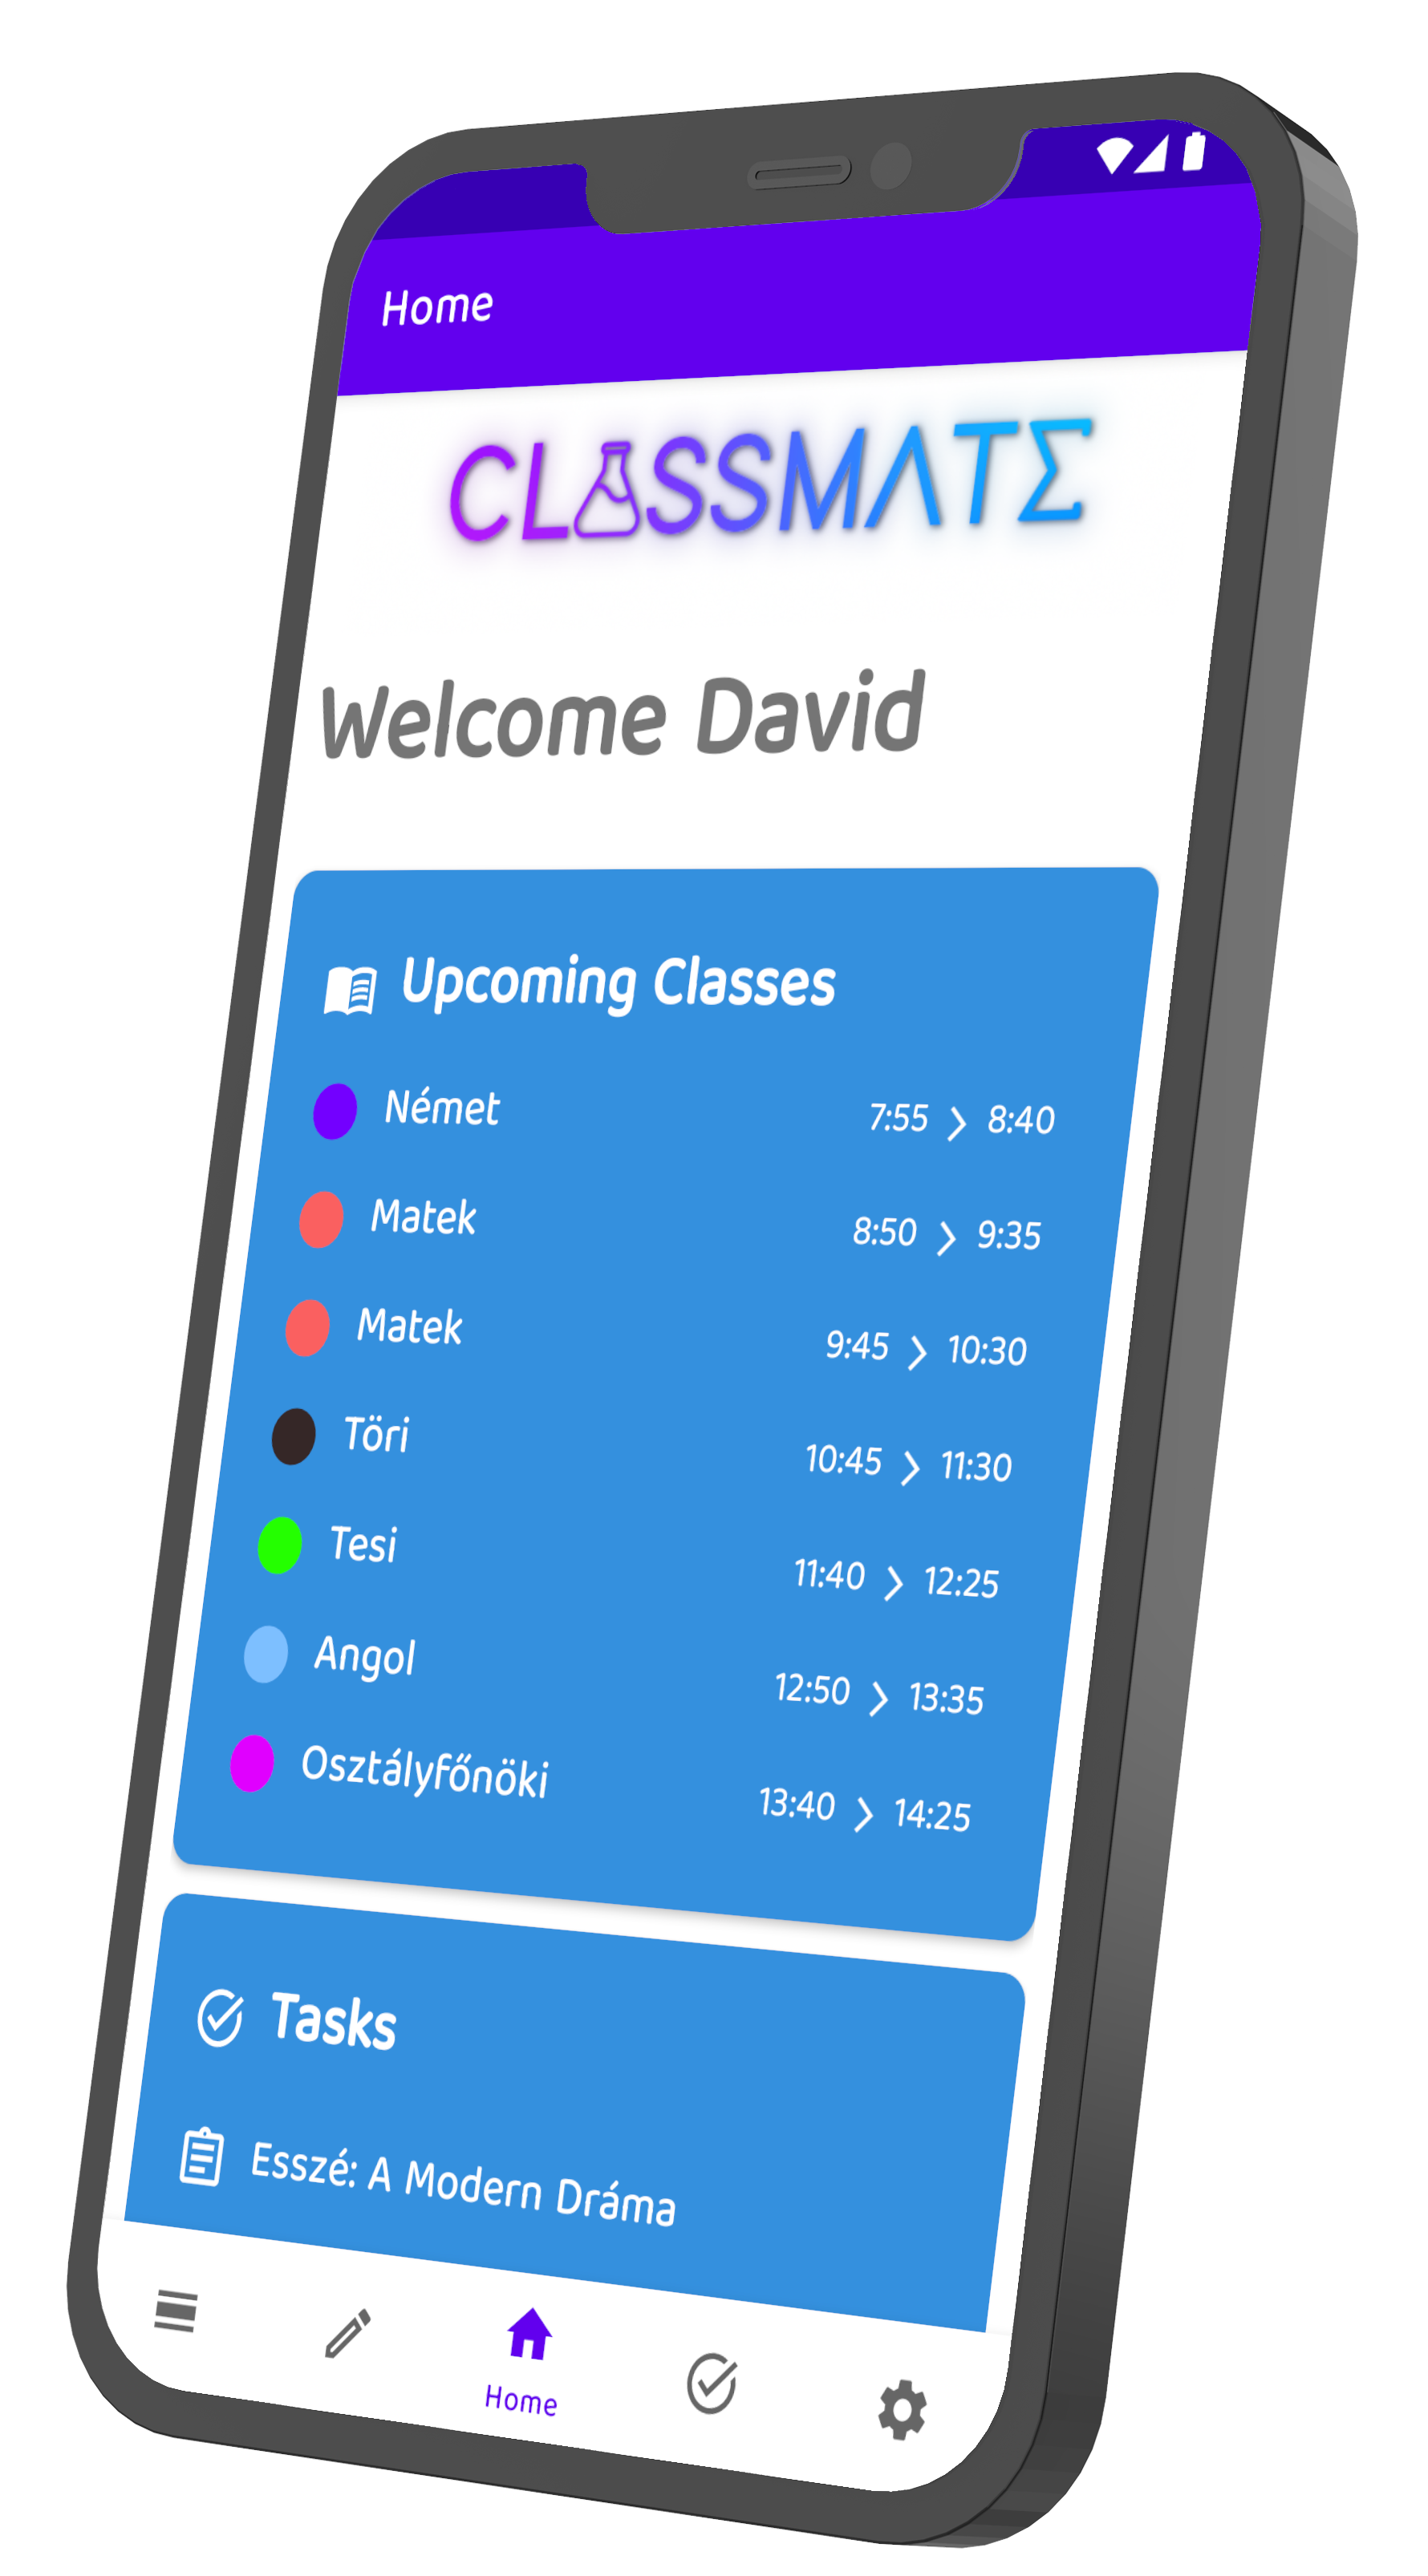 Home
CLASSMATE
Welcome David
Upcoming Classes
Német 7:55 > 8:40
Matek 8:50 > 9:35
Matek 9:45 > 10:30
Töri 10:45 > 11:30
Tesi 11:40 > 12:25
Angol 12:50 > 13:35
Osztályfőnöki 13:40 > 14:25
Tasks
Esszé: A Modern Dráma
Home